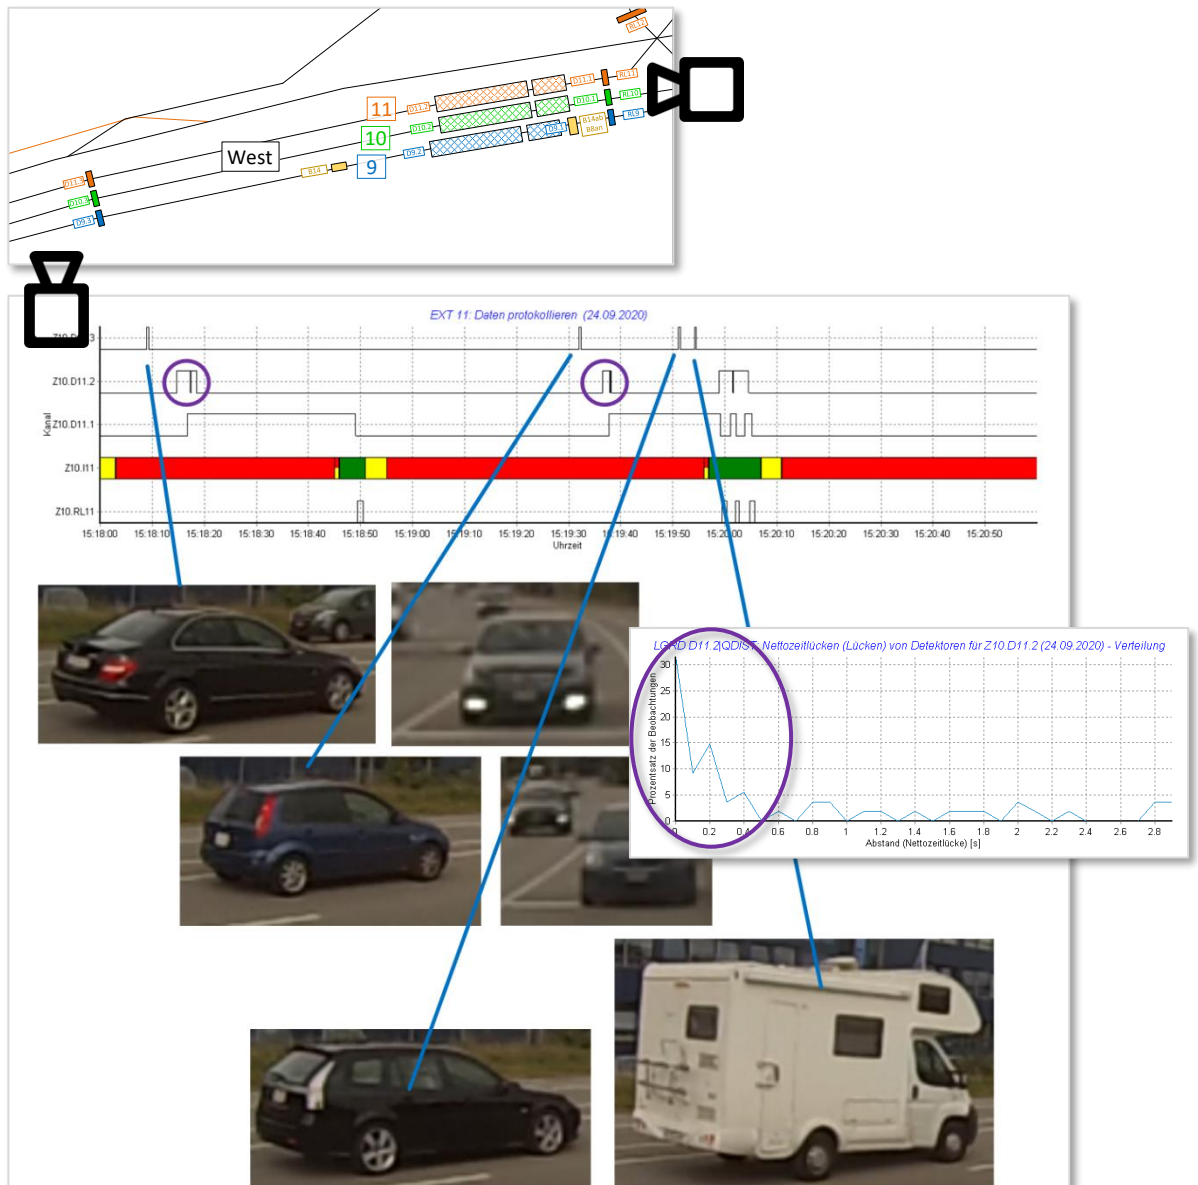 RL12
11
D11.2
D11.1
RL11
10
D10.2
D10.1
RL10
West
9
D9.2
D9.1
B14ab
B8an
RL9
B14
D11.3
D10.3
D9.3
EXT 11: Daten protokollieren (24.09.2020)
Kanal
Z10.D11.2
Z10.D11.1
Z10.I11
Z10.RL11
15:18:00 15:18:10 15:18:20 15:18:30 15:18:40 15:18:50 15:19:00 15:19:10 15:19:20 15:19:30 15:19:40 15:19:50 15:20:00 15:20:10 15:20:20 15:20:30 15:20:40 15:20:50
Uhrzeit
LGRD D11.2|QDIST: Nettozeitlücken (Lücken) von Detektoren für Z10.D11.2 (24.09.2020) - Verteilung
Prozentsatz der Beobachtungen
30
25
20
15
10
5
0
0 0.2 0.4 0.6 0.8 1 1.2 1.4 1.6 1.8 2 2.2 2.4 2.6 2.8
Abstand (Nettozeitlücke) [s]